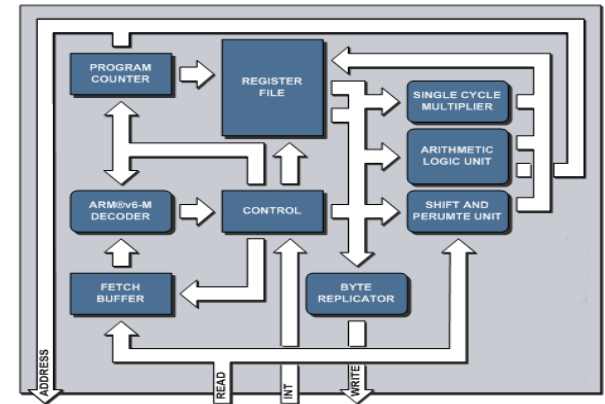 PROGRAM
COUNTER
REGISTER
FILE
SINGLE CYCLE
MULTIPLIER
ARITHMETIC
LOGIC UNIT
ARM®v6-M
DECODER
CONTROL
SHIFT AND
PERUMTE UNIT
FETCH
BUFFER
BYTE
REPLICATOR
ADDRESS
READ
INT
WRITE